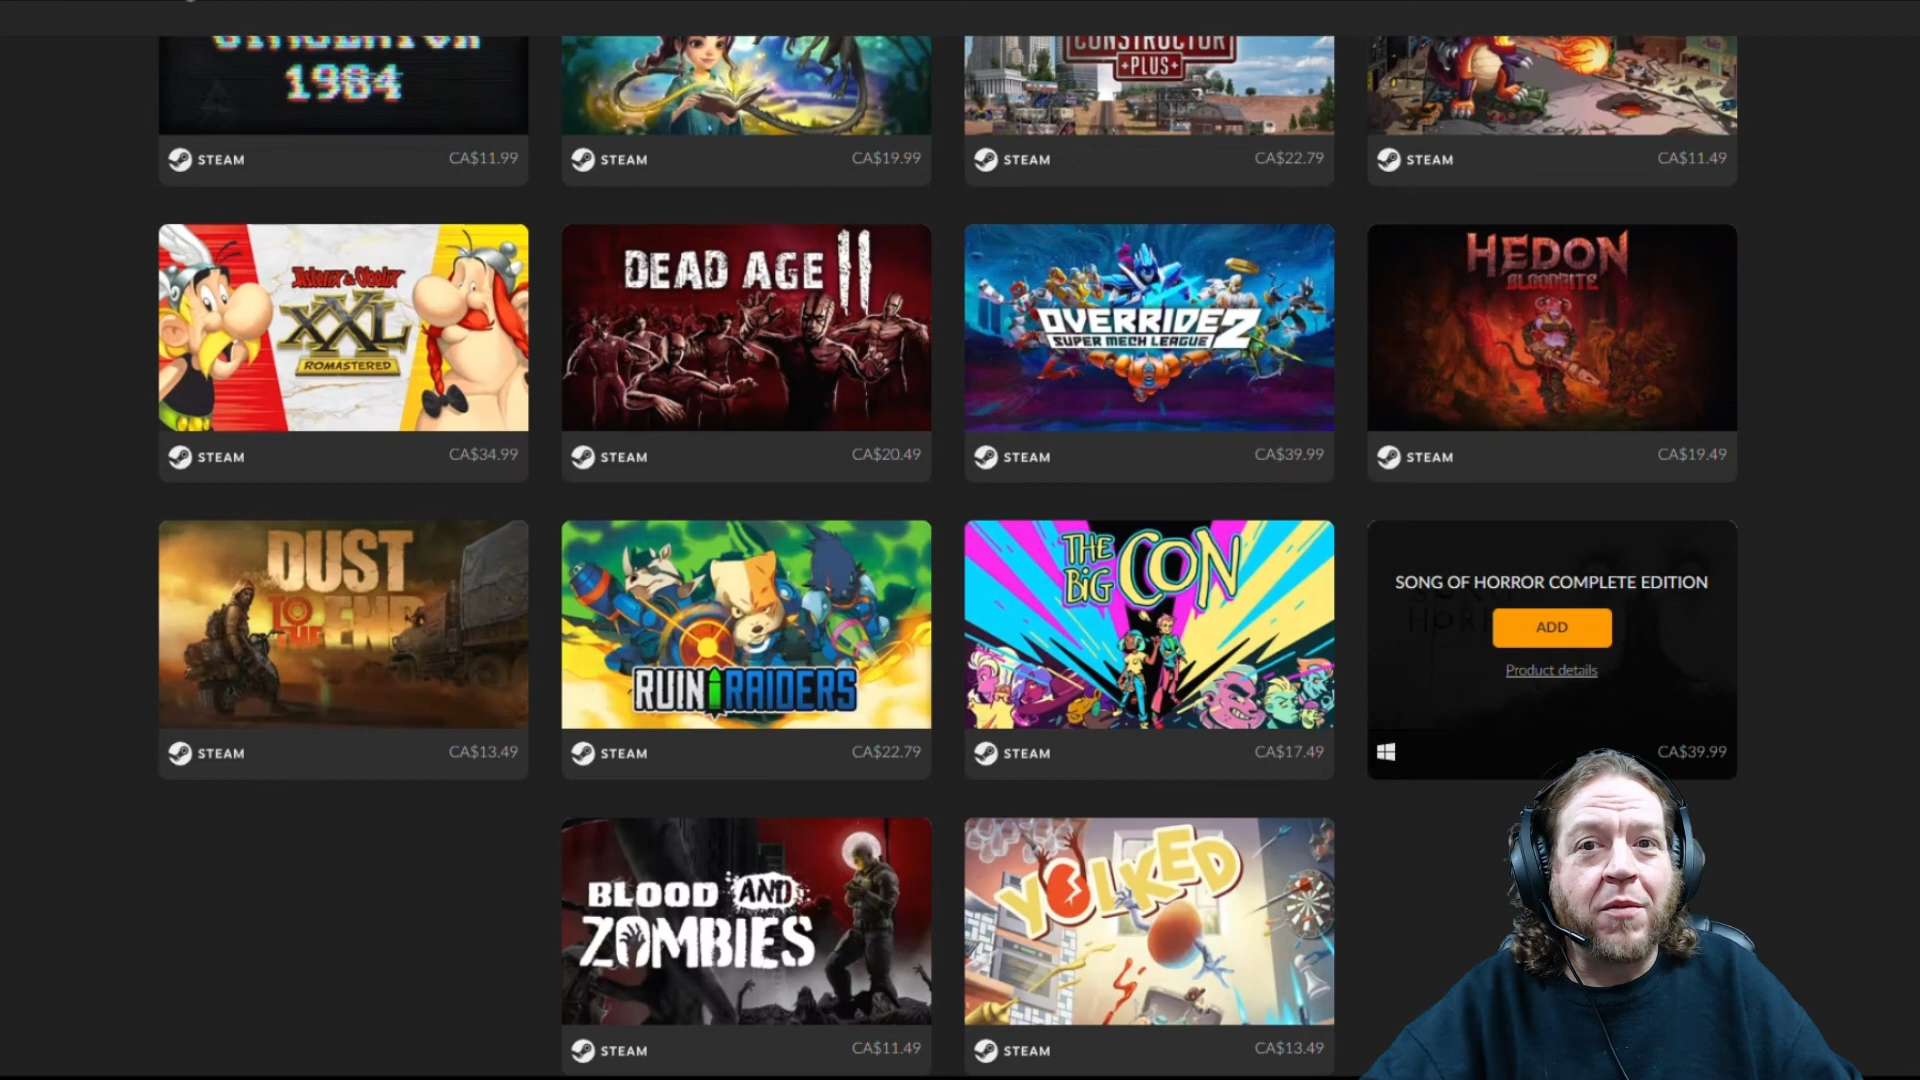 SIMULATOR
1984
STEAM CA$11.99
STEAM CA$19.99
CONSTRUCTOR
+PLUS+
STEAM CA$22.79
STEAM CA$11.49
Asterix & Obelix
XXL
ROMASTERED
STEAM CA$34.99
DEAD AGE II
STEAM CA$20.49
OVERRIDE 2
SUPER MECH LEAGUE
STEAM CA$39.99
HEDON
BLOODRITE
STEAM CA$19.49
DUST
TO THE END
STEAM CA$13.49
RUIN RAIDERS
STEAM CA$22.79
THE BIG CON
STEAM CA$17.49
SONG OF HORROR COMPLETE EDITION
ADD
Product details
CA$39.99
BLOOD AND
ZOMBIES
STEAM CA$11.49
YOLKED
STEAM CA$13.49